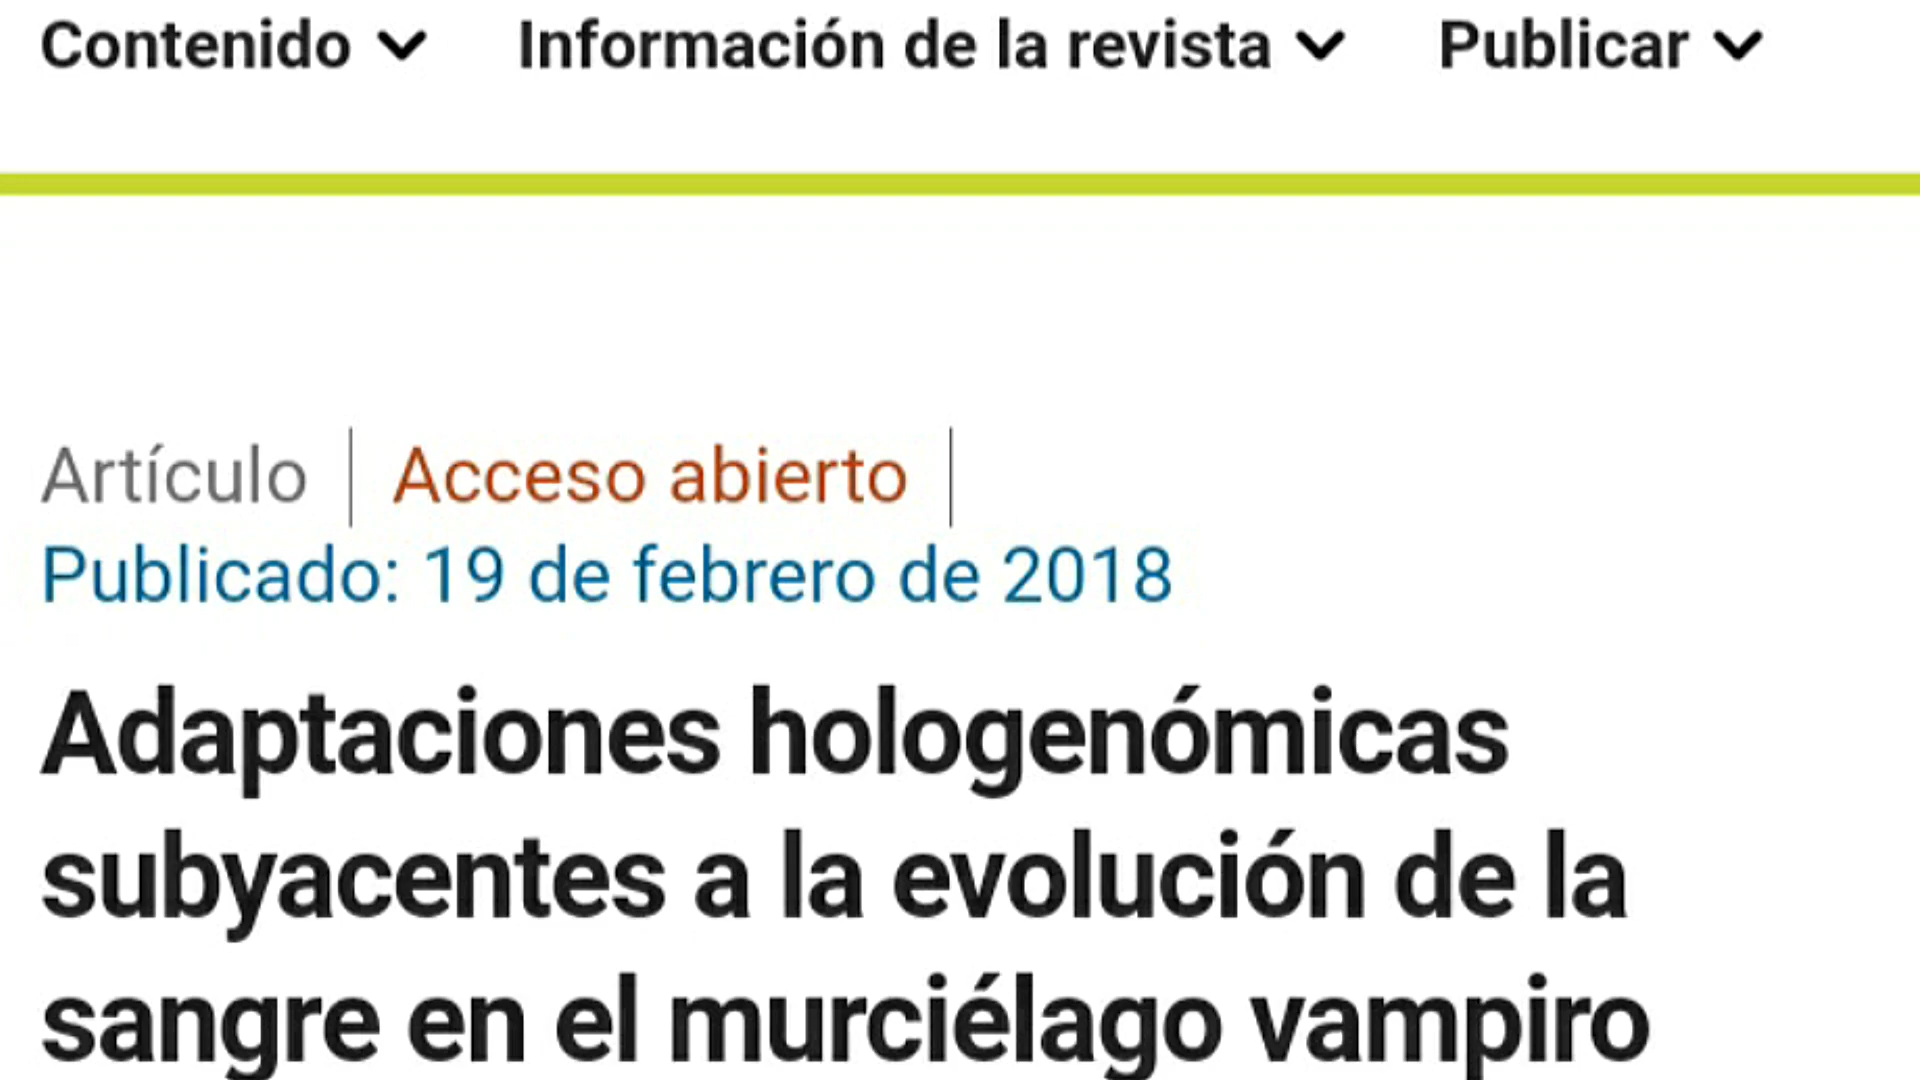 Contenido Información de la revista Publicar
Artículo Acceso abierto
Publicado: 19 de febrero de 2018
Adaptaciones hologenómicas
subyacentes a la evolución de la
sangre en el murciélago vampiro